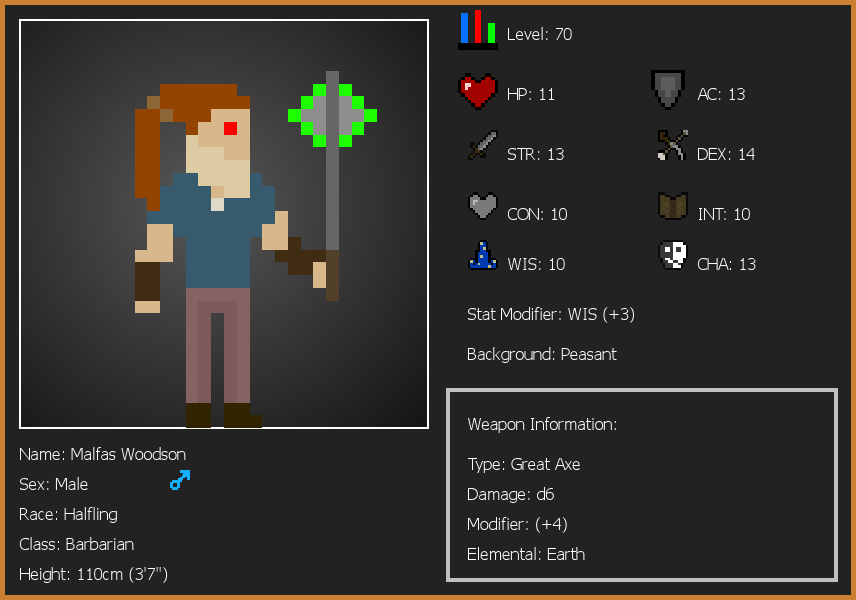 Level: 70
HP: 11
AC: 13
STR: 13
DEX: 14
CON: 10
INT: 10
WIS: 10
CHA: 13
Stat Modifier: WIS (+3)
Background: Peasant
Weapon Information:
Type: Great Axe
Damage: d6
Modifier: (+4)
Elemental: Earth
Name: Malfas Woodson
Sex: Male
Race: Halfling
Class: Barbarian
Height: 110cm (3'7")